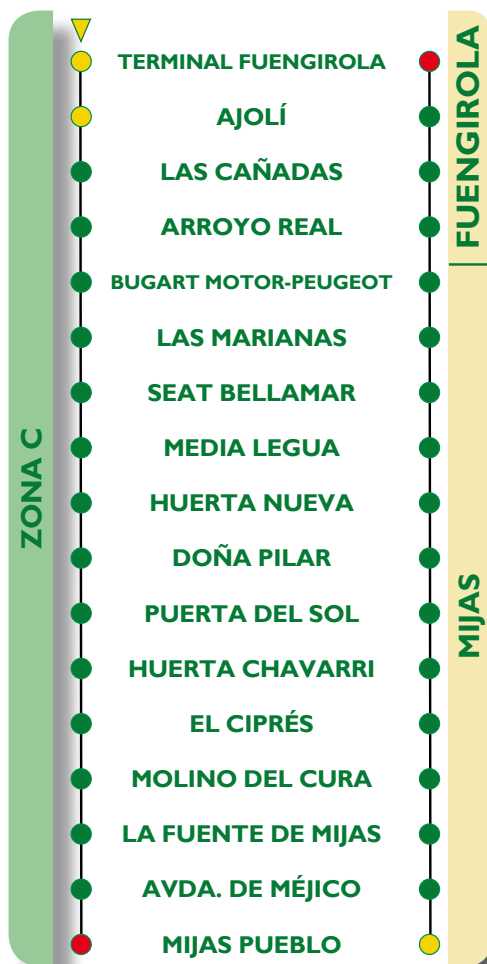 ZONA C
TERMINAL FUENGIROLA
AJOLÍ
LAS CAÑADAS
ARROYO REAL
BUGART MOTOR-PEUGEOT
LAS MARIANAS
SEAT BELLAMAR
MEDIA LEGUA
HUERTA NUEVA
DOÑA PILAR
PUERTA DEL SOL
HUERTA CHAVARRI
EL CIPRÉS
MOLINO DEL CURA
LA FUENTE DE MIJAS
AVDA. DE MÉJICO
MIJAS PUEBLO
FUENGIROLA
MIJAS